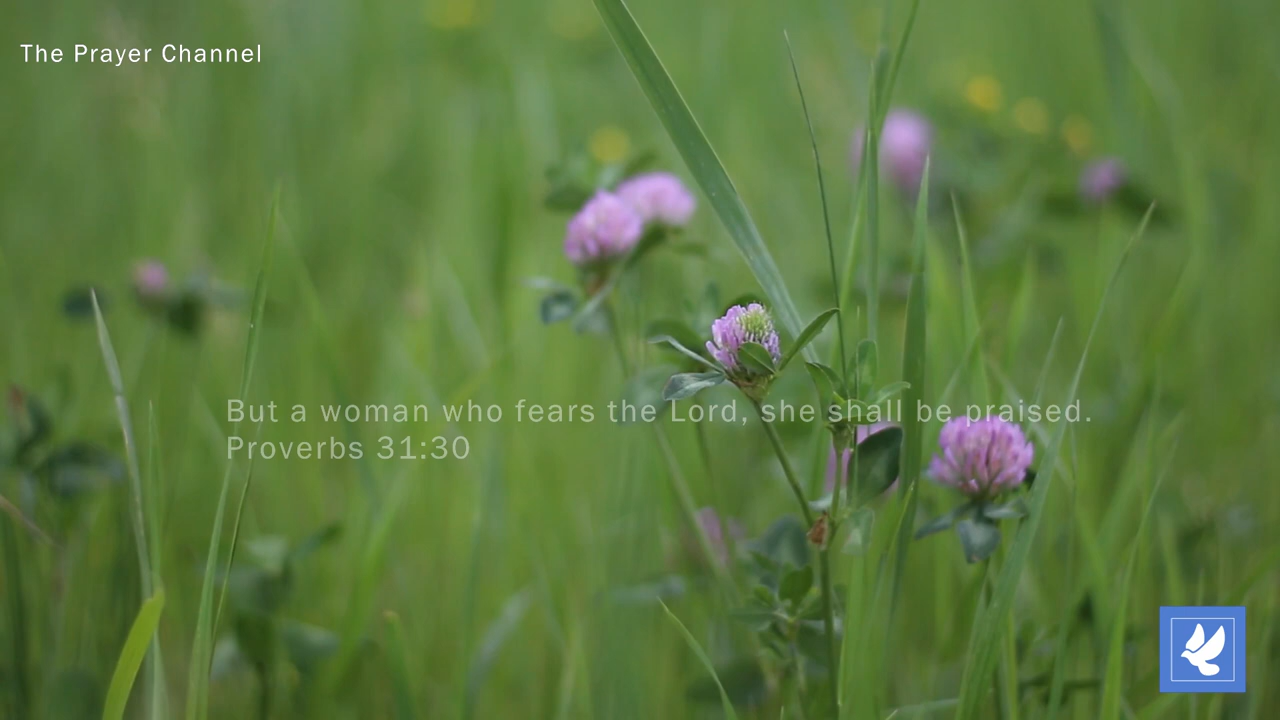 The Prayer Channel
But a woman who fears the Lord, she shall be praised.
Proverbs 31:30